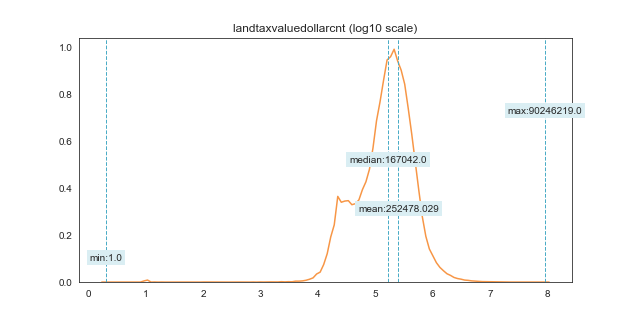 landtaxvaluedollarcnt (log10 scale)
1.0
0.8
max:90246219.0
0.6
median:167042.0
0.4
mean:252478.029
0.2
min:1.0
0.0
0 1 2 3 4 5 6 7 8